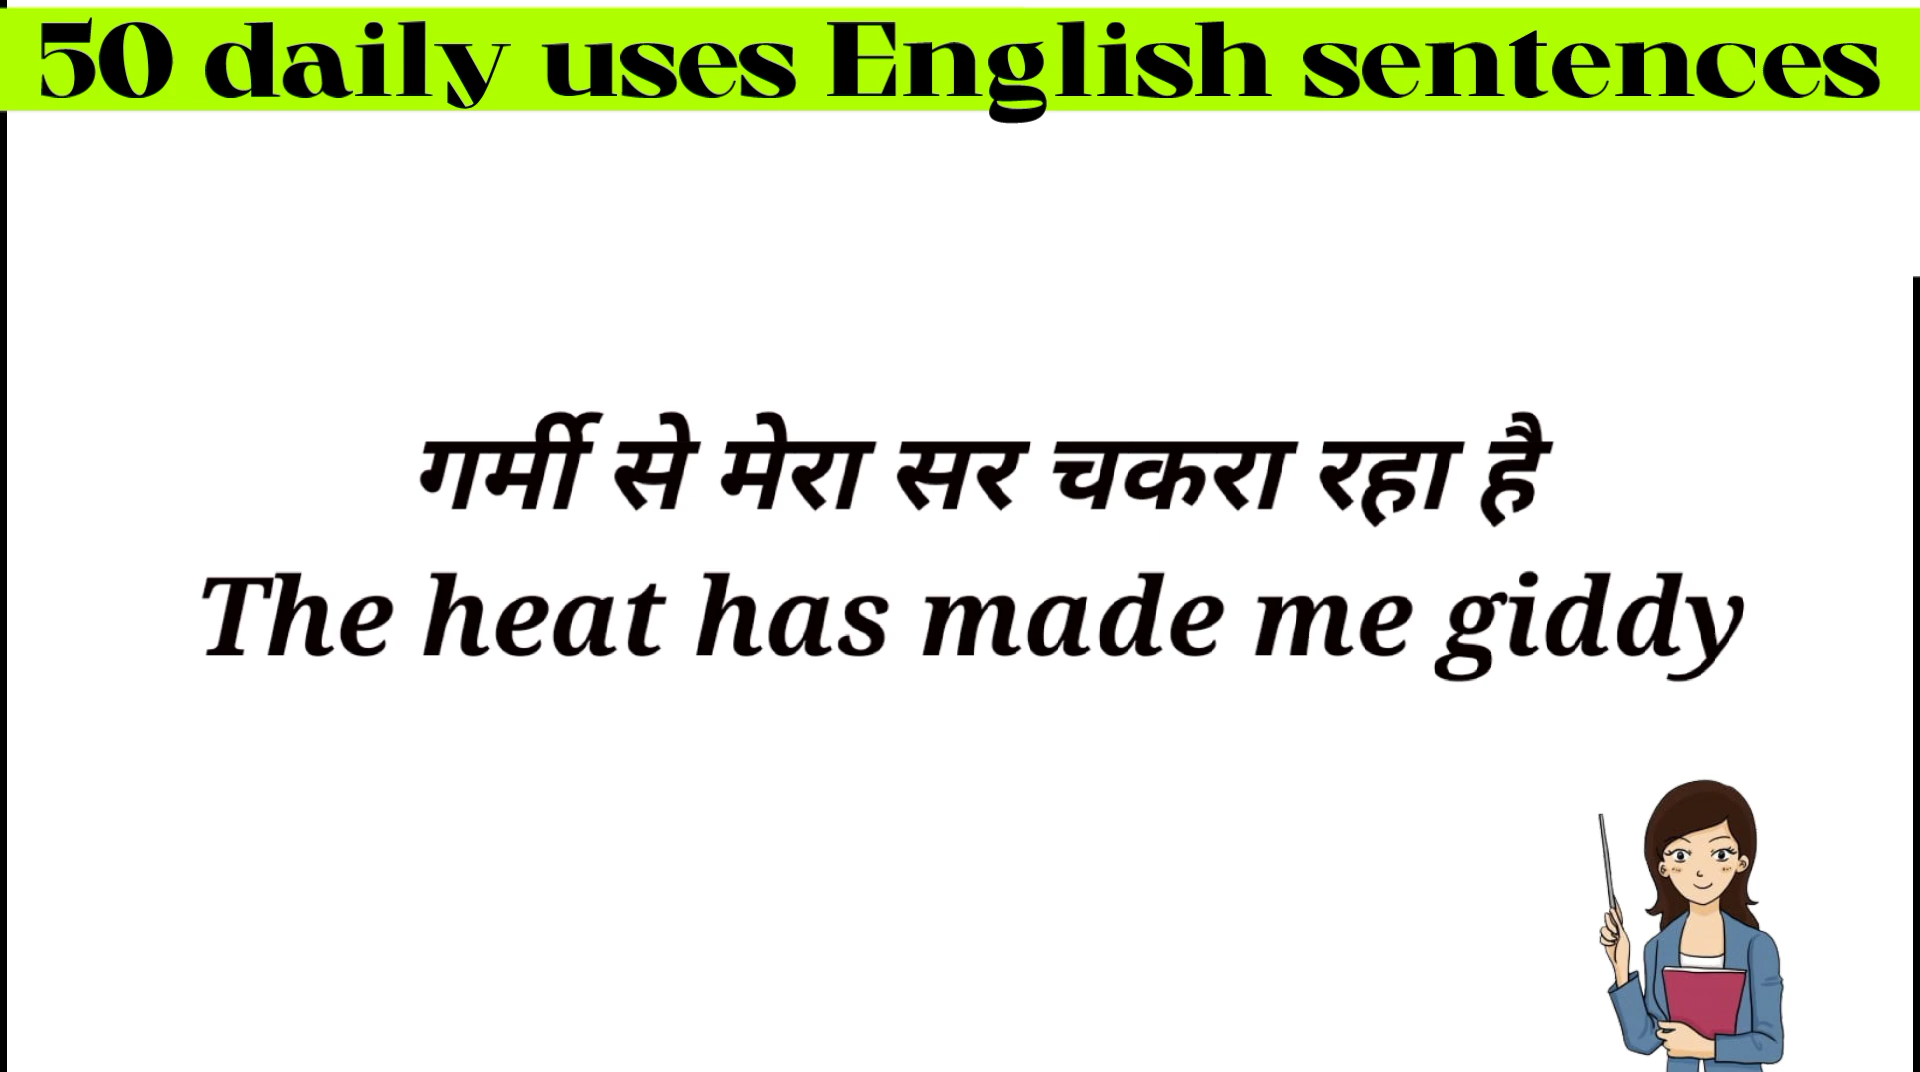 50 daily uses English sentences
गर्मी से मेरा सर चकरा रहा है
The heat has made me giddy